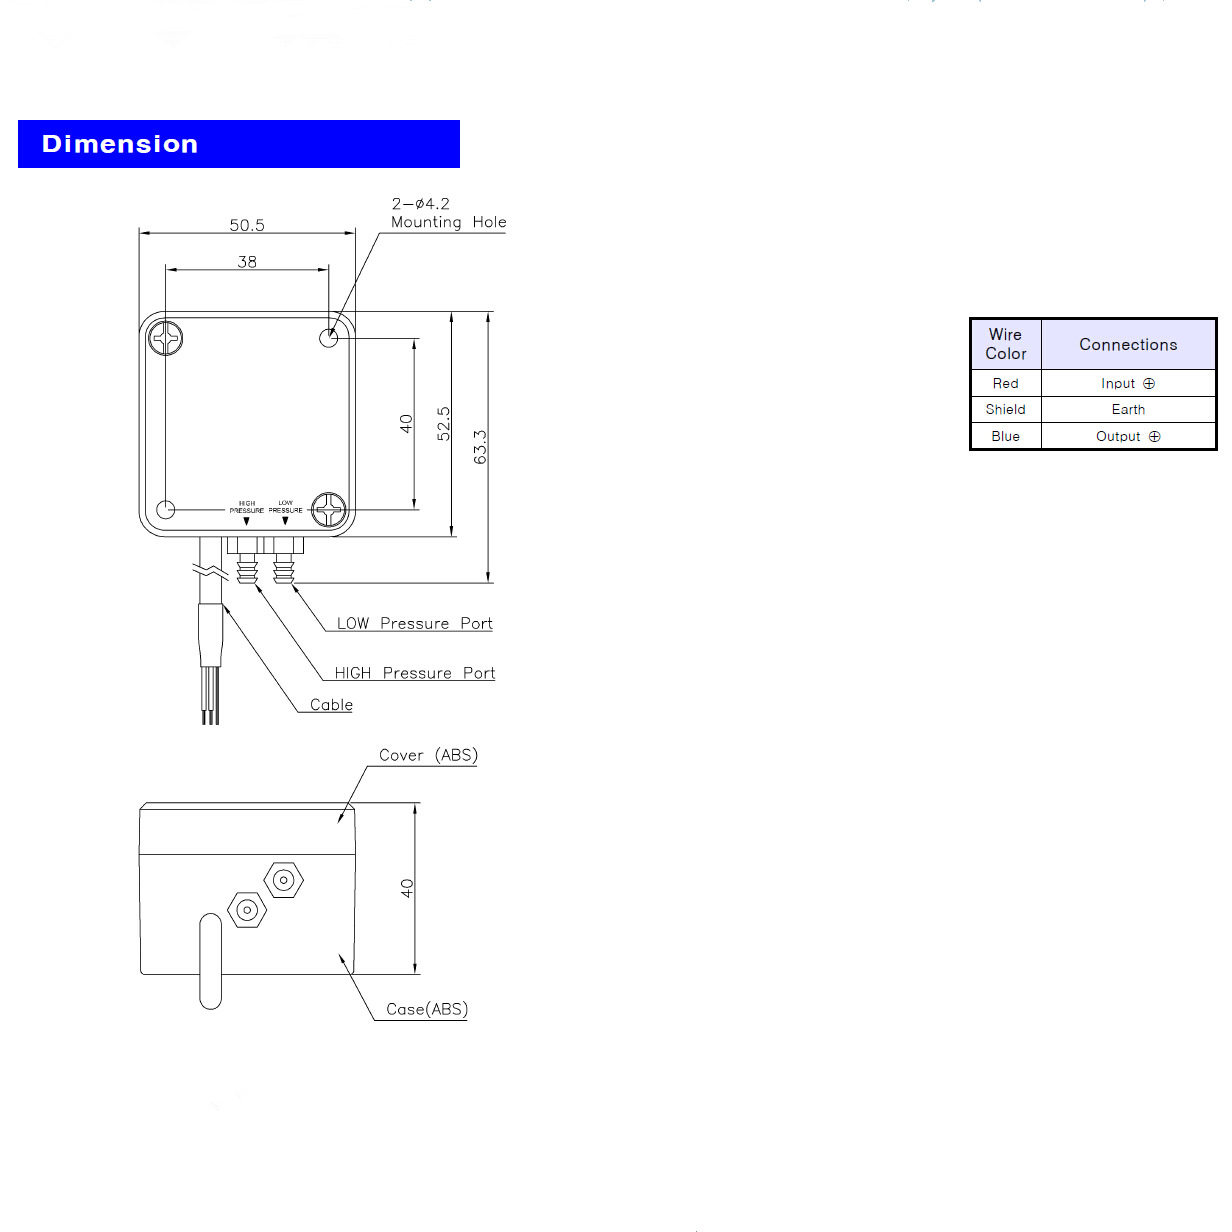 Dimension
2-ø4.2
Mounting Hole
50.5
38
40
52.5
63.3
HIGH
PRESSURE
LOW
PRESSURE
LOW Pressure Port
HIGH Pressure Port
Cable
Cover (ABS)
40
Case(ABS)
Wire Color Connections
Red Input ⊕
Shield Earth
Blue Output ⊕